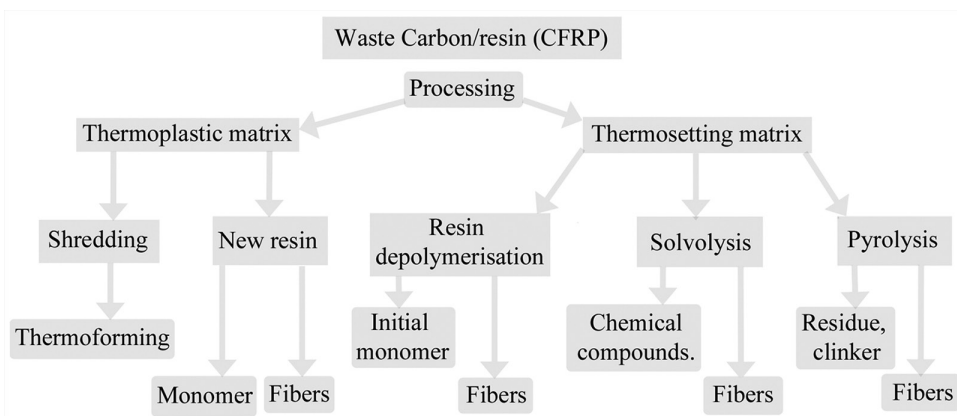 Waste Carbon/resin (CFRP)
Processing
Thermoplastic matrix
Thermosetting matrix
Shredding
New resin
Resin
depolymerisation
Solvolysis
Pyrolysis
Thermoforming
Initial
monomer
Chemical
compounds.
Residue,
clinker
Monomer
Fibers
Fibers
Fibers
Fibers